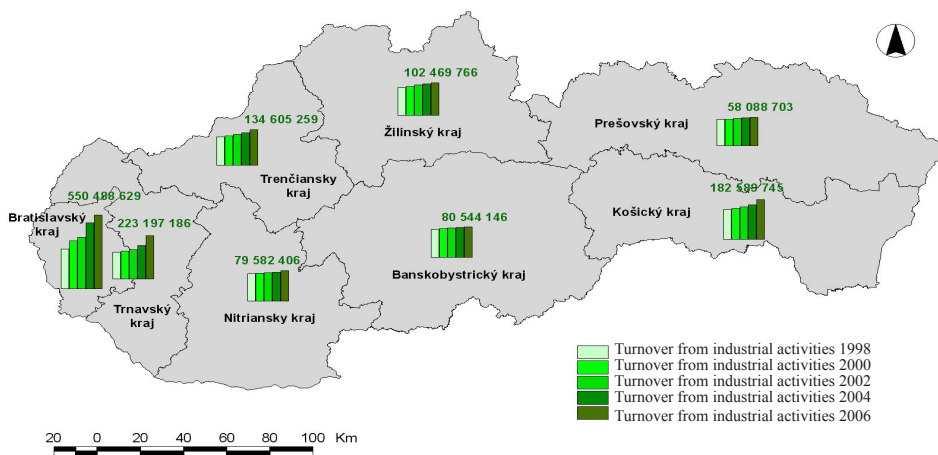 102 469 766
Žilinský kraj
58 088 703
Prešovský kraj
134 605 259
Trenčiansky
kraj
182 589 745
Košický kraj
550 488 629
Bratislavský
kraj
223 197 186
Trnavský
kraj
79 582 406
Nitriansky kraj
80 544 146
Banskobystrický kraj
Turnover from industrial activities 1998
Turnover from industrial activities 2000
Turnover from industrial activities 2002
Turnover from industrial activities 2004
Turnover from industrial activities 2006
20 0 20 40 60 80 100 Km